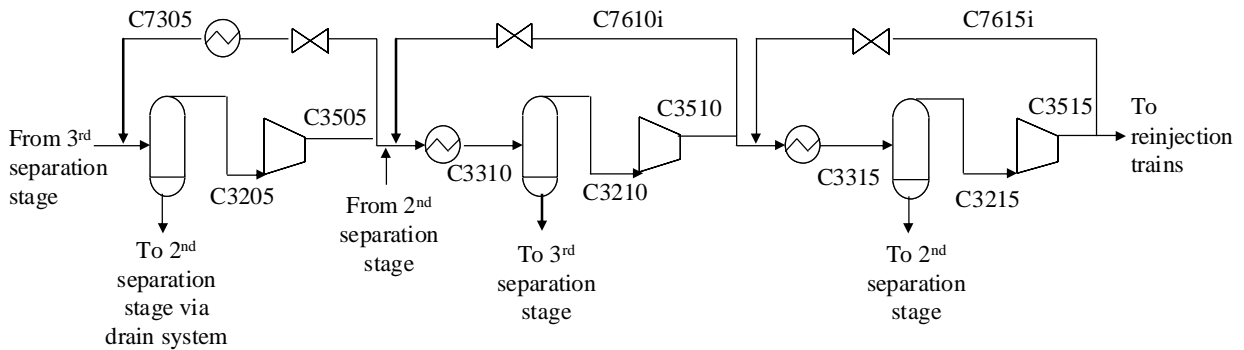 C7305
C7610i
C7615i
C3505
C3510
C3515
From 3rd
separation
stage
To
reinjection
trains
C3205
C3310
C3210
C3315
C3215
From 2nd
separation
stage
To 2nd
separation
stage via
drain system
To 3rd
separation
stage
To 2nd
separation
stage